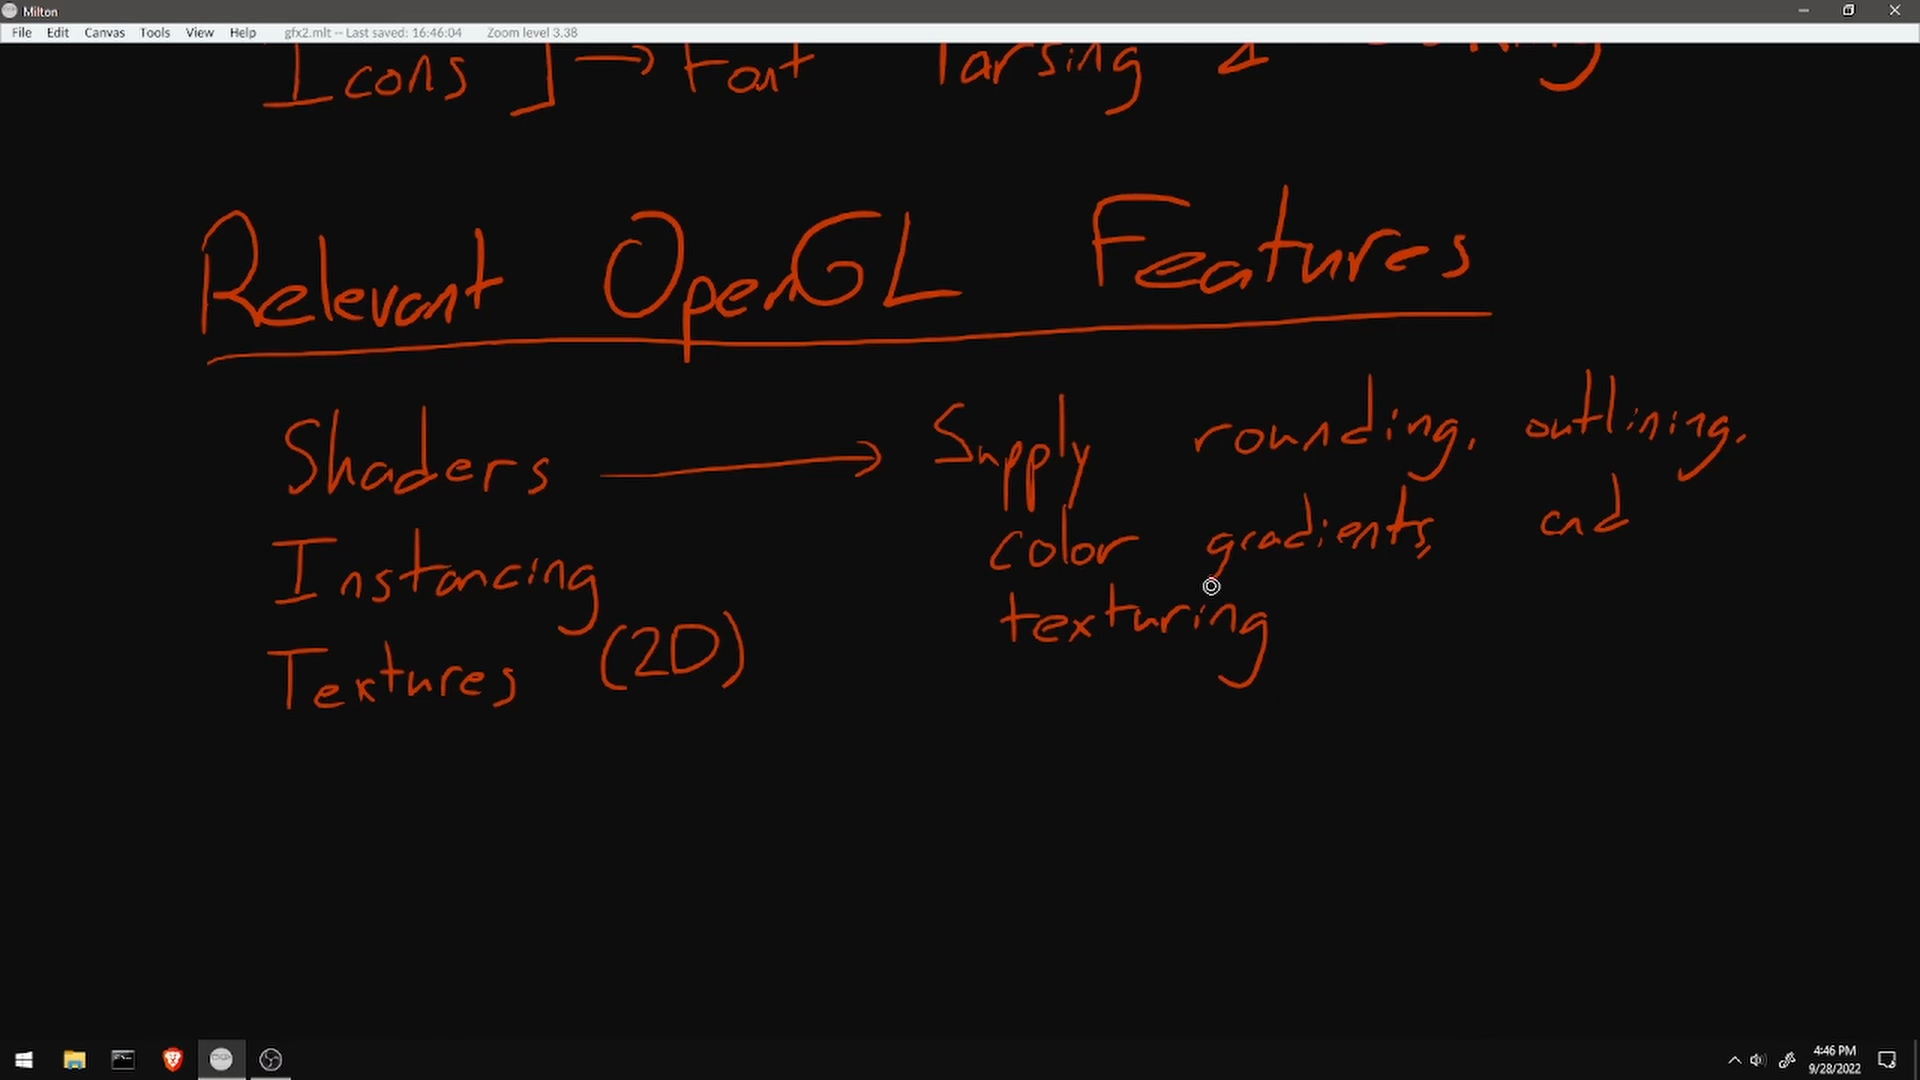 Milton
File Edit Canvas Tools View Help gfx2.mlt -- Last saved: 16:46:04 Zoom level 3.38
Icons ] → Font Parsing &
Relevant OpenGL Features
Shaders → Supply rounding, outlining,
color gradients, and
texturing
Instancing
Textures (2D)
4:46 PM
9/28/2022